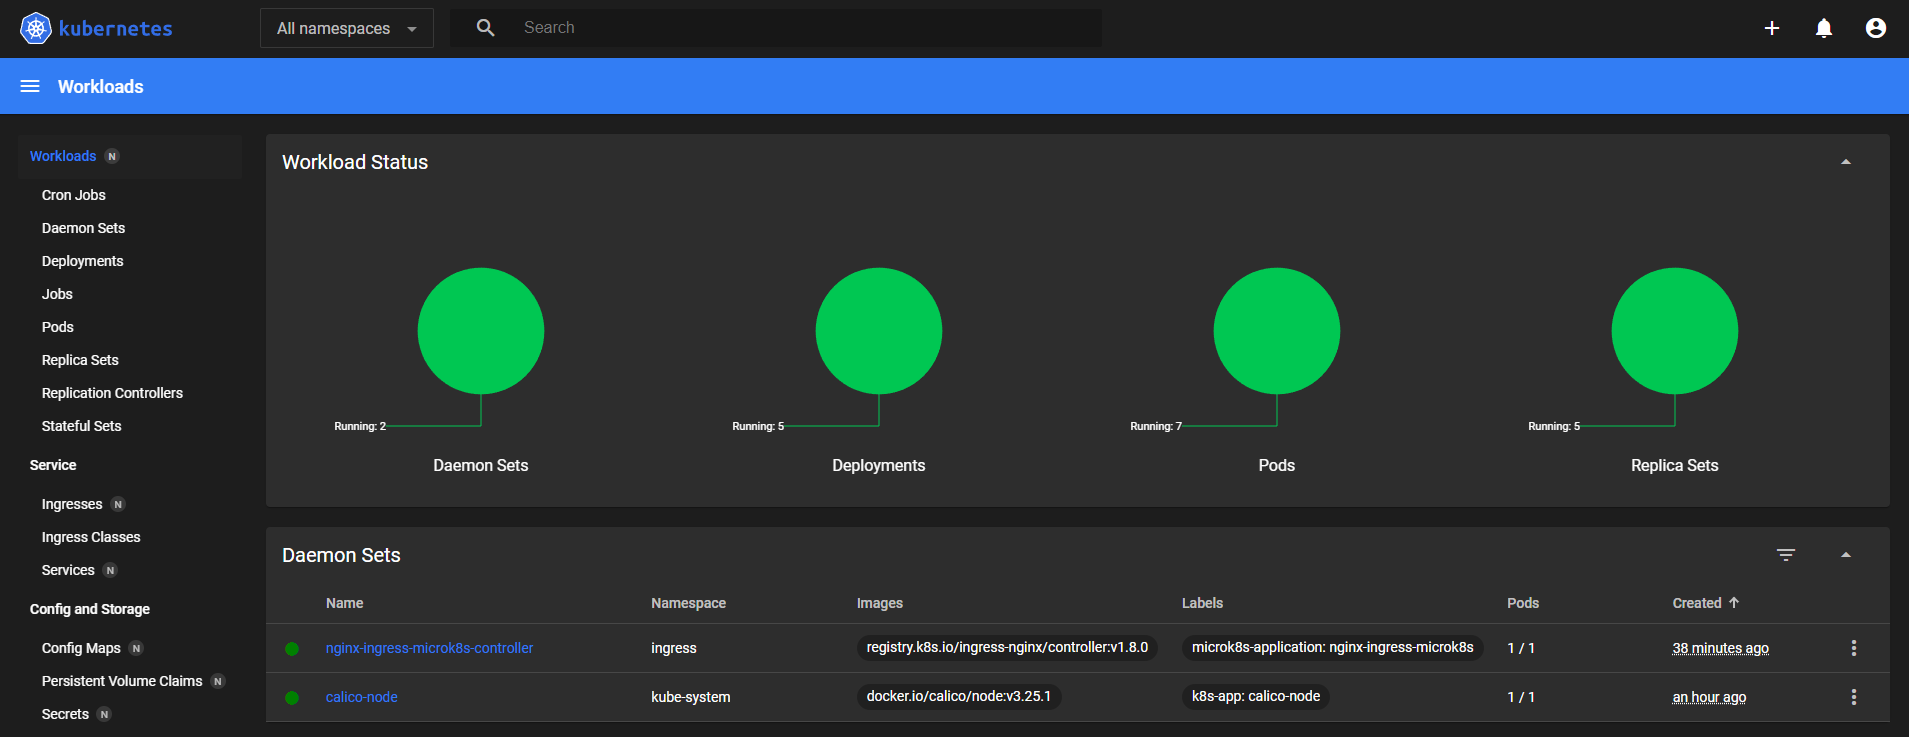 kubernetes
All namespaces
Search
Workloads
Workloads N
Cron Jobs
Daemon Sets
Deployments
Jobs
Pods
Replica Sets
Replication Controllers
Stateful Sets
Service
Ingresses N
Ingress Classes
Services N
Config and Storage
Config Maps N
Persistent Volume Claims N
Secrets N
Workload Status
Running: 2
Running: 5
Running: 7
Running: 5
Daemon Sets
Deployments
Pods
Replica Sets
Daemon Sets
Name Namespace Images Labels Pods Created
nginx-ingress-microk8s-controller ingress registry.k8s.io/ingress-nginx/controller:v1.8.0 microk8s-application: nginx-ingress-microk8s 1 / 1 38 minutes ago
calico-node kube-system docker.io/calico/node:v3.25.1 k8s-app: calico-node 1 / 1 an hour ago